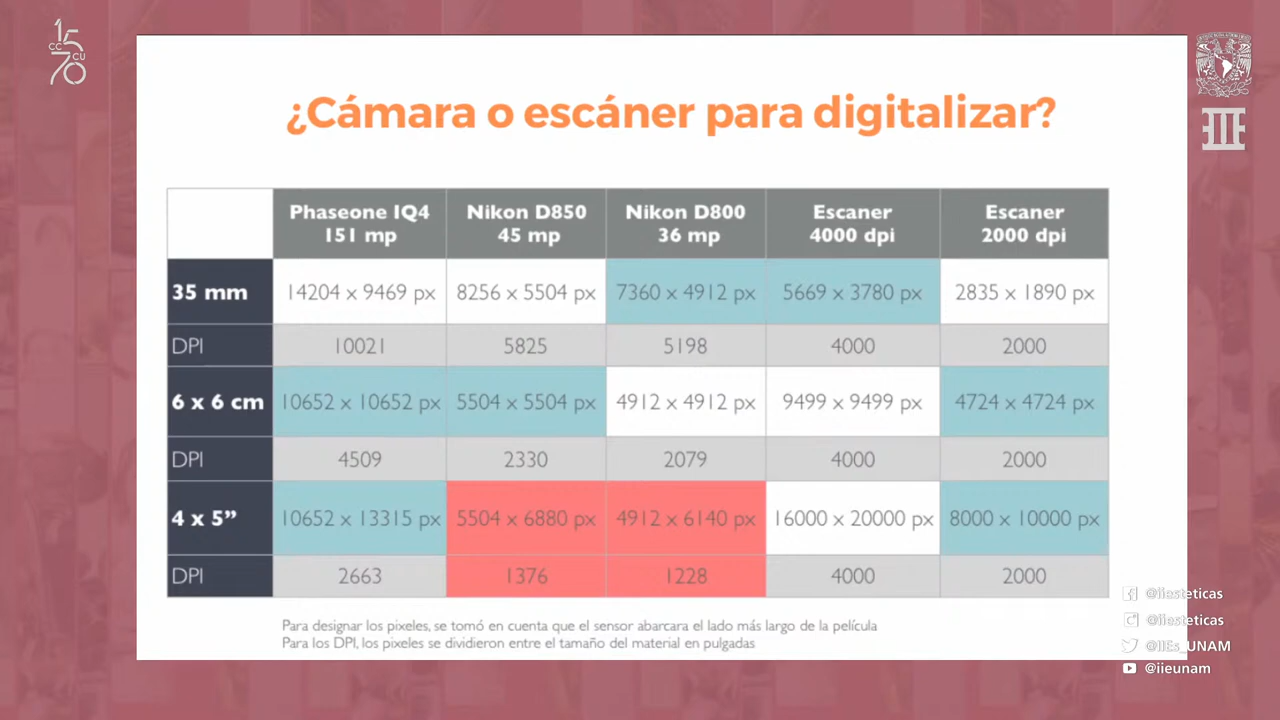 15
CC
CU
70
¿Cámara o escáner para digitalizar?
Phaseone IQ4 151 mp
Nikon D850 45 mp
Nikon D800 36 mp
Escaner 4000 dpi
Escaner 2000 dpi
35 mm 14204 x 9469 px 8256 x 5504 px 7360 x 4912 px 5669 x 3780 px 2835 x 1890 px
DPI 10021 5825 5198 4000 2000
6 x 6 cm 10652 x 10652 px 5504 x 5504 px 4912 x 4912 px 9499 x 9499 px 4724 x 4724 px
DPI 4509 2330 2079 4000 2000
4 x 5” 10652 x 13315 px 5504 x 6880 px 4912 x 6140 px 16000 x 20000 px 8000 x 10000 px
DPI 2663 1376 1228 4000 2000
Para designar los pixeles, se tomó en cuenta que el sensor abarcara el lado más largo de la película
Para los DPI, los pixeles se dividieron entre el tamaño del material en pulgadas
@iiesteticas
@iiesteticas
@IIEs_UNAM
@iieunam